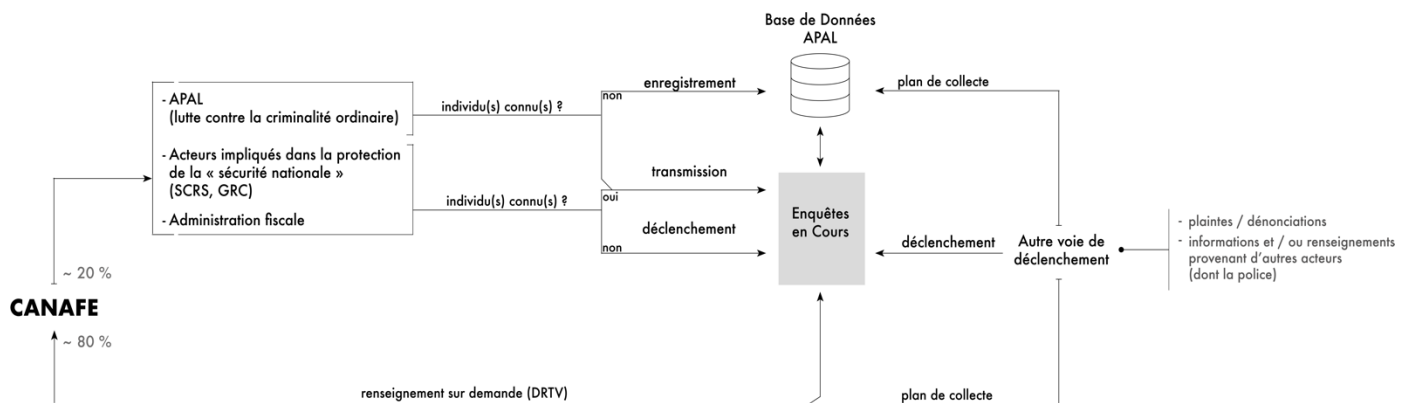 Base de Données
APAL
- APAL
(lutte contre la criminalité ordinaire)
- Acteurs impliqués dans la protection
de la « sécurité nationale »
(SCRS, GRC)
- Administration fiscale
individu(s) connu(s) ?
individu(s) connu(s) ?
enregistrement
non
transmission
oui
déclenchement
non
plan de collecte
Enquêtes
en Cours
déclenchement
Autre voie de
déclenchement
- plaintes / dénonciations
- informations et / ou renseignements
provenant d'autres acteurs
(dont la police)
~ 20 %
CANAFE
~ 80 %
renseignement sur demande (DRTV)
plan de collecte